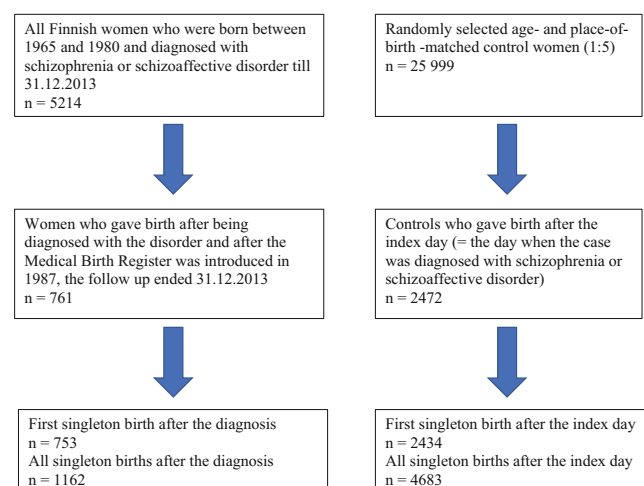 All Finnish women who were born between
1965 and 1980 and diagnosed with
schizophrenia or schizoaffective disorder till
31.12.2013
n = 5214
Randomly selected age- and place-of-
birth -matched control women (1:5)
n = 25 999
Women who gave birth after being
diagnosed with the disorder and after the
Medical Birth Register was introduced in
1987, the follow up ended 31.12.2013
n = 761
Controls who gave birth after the
index day (= the day when the case
was diagnosed with schizophrenia or
schizoaffective disorder)
n = 2472
First singleton birth after the diagnosis
n = 753
All singleton births after the diagnosis
n = 1162
First singleton birth after the index day
n = 2434
All singleton births after the index day
n = 4683